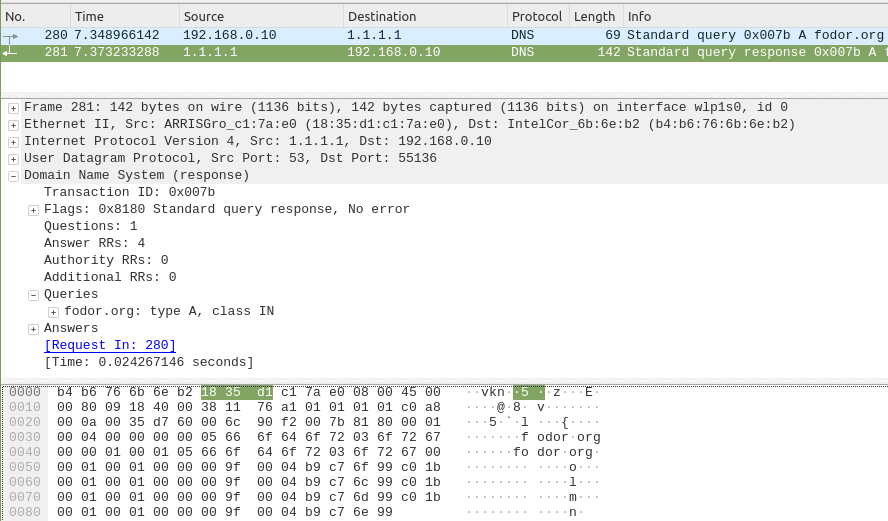 No. Time Source Destination Protocol Length Info
280 7.348966142 192.168.0.10 1.1.1.1 DNS 69 Standard query 0x007b A fodor.org
281 7.373233288 1.1.1.1 192.168.0.10 DNS 142 Standard query response 0x007b A f
Frame 281: 142 bytes on wire (1136 bits), 142 bytes captured (1136 bits) on interface wlp1s0, id 0
Ethernet II, Src: ARRISGro_c1:7a:e0 (18:35:d1:c1:7a:e0), Dst: IntelCor_6b:6e:b2 (b4:b6:76:6b:6e:b2)
Internet Protocol Version 4, Src: 1.1.1.1, Dst: 192.168.0.10
User Datagram Protocol, Src Port: 53, Dst Port: 55136
Domain Name System (response)
Transaction ID: 0x007b
Flags: 0x8180 Standard query response, No error
Questions: 1
Answer RRs: 4
Authority RRs: 0
Additional RRs: 0
Queries
fodor.org: type A, class IN
Answers
[Request In: 280]
[Time: 0.024267146 seconds]
0000 b4 b6 76 6b 6e b2 18 35 d1 c1 7a e0 08 00 45 00 ··vkn··5 ··z···E·
0010 00 80 09 18 40 00 38 11 76 a1 01 01 01 01 c0 a8 ····@·8· v·······
0020 00 0a 00 35 d7 60 00 6c 90 f2 00 7b 81 80 00 01 ···5·`·l ···{····
0030 00 04 00 00 00 00 05 66 6f 64 6f 72 03 6f 72 67 ·······f odor·org
0040 00 00 01 00 01 05 66 6f 64 6f 72 03 6f 72 67 00 ······fo dor·org·
0050 00 01 00 01 00 00 00 9f 00 04 b9 c7 6f 99 c0 1b ········ ····o···
0060 00 01 00 01 00 00 00 9f 00 04 b9 c7 6c 99 c0 1b ········ ····l···
0070 00 01 00 01 00 00 00 9f 00 04 b9 c7 6d 99 c0 1b ········ ····m···
0080 00 01 00 01 00 00 00 9f 00 04 b9 c7 6e 99 ········ ····n·